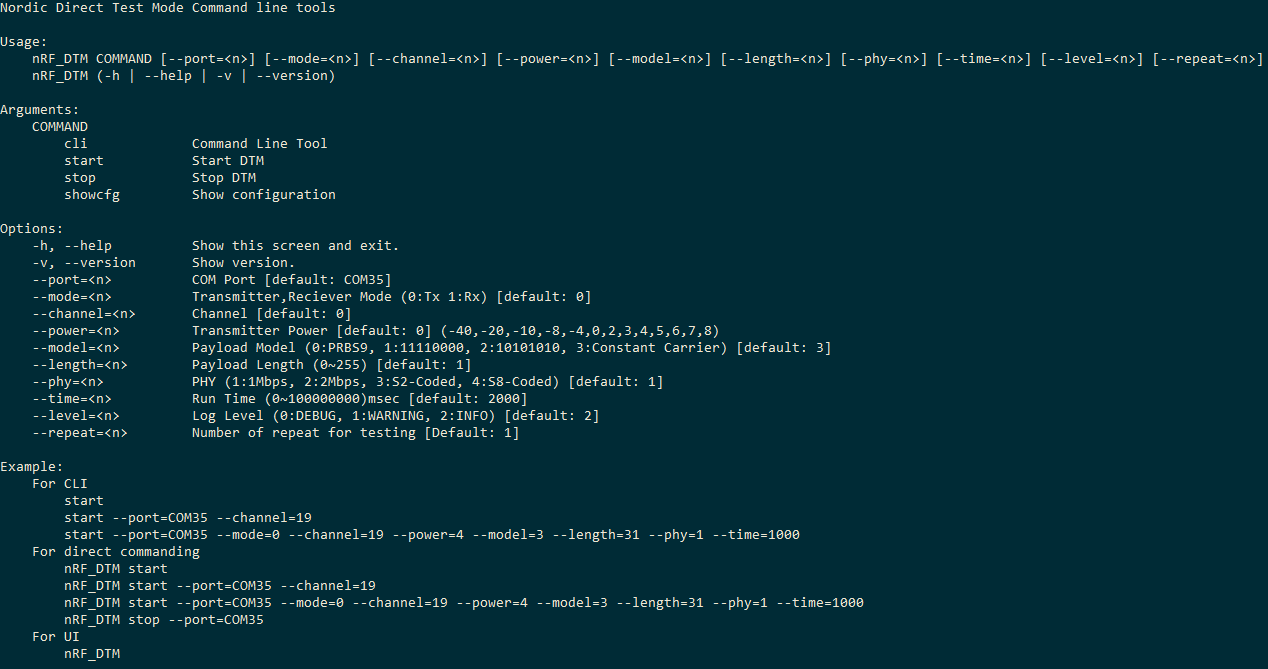 Nordic Direct Test Mode Command line tools
Usage:
nRF_DTM COMMAND [--port=<n>] [--mode=<n>] [--channel=<n>] [--power=<n>] [--model=<n>] [--length=<n>] [--phy=<n>] [--time=<n>] [--level=<n>] [--repeat=<n>]
nRF_DTM (-h | --help | -v | --version)
Arguments:
COMMAND
cli Command Line Tool
start Start DTM
stop Stop DTM
showcfg Show configuration
Options:
-h, --help Show this screen and exit.
-v, --version Show version.
--port=<n> COM Port [default: COM35]
--mode=<n> Transmitter,Reciever Mode (0:Tx 1:Rx) [default: 0]
--channel=<n> Channel [default: 0]
--power=<n> Transmitter Power [default: 0] (-40,-20,-10,-8,-4,0,2,3,4,5,6,7,8)
--model=<n> Payload Model (0:PRBS9, 1:11110000, 2:10101010, 3:Constant Carrier) [default: 3]
--length=<n> Payload Length (0~255) [default: 1]
--phy=<n> PHY (1:1Mbps, 2:2Mbps, 3:S2-Coded, 4:S8-Coded) [default: 1]
--time=<n> Run Time (0~100000000)msec [default: 2000]
--level=<n> Log Level (0:DEBUG, 1:WARNING, 2:INFO) [default: 2]
--repeat=<n> Number of repeat for testing [Default: 1]
Example:
For CLI
start
start --port=COM35 --channel=19
start --port=COM35 --mode=0 --channel=19 --power=4 --model=3 --length=31 --phy=1 --time=1000
For direct commanding
nRF_DTM start
nRF_DTM start --port=COM35 --channel=19
nRF_DTM start --port=COM35 --mode=0 --channel=19 --power=4 --model=3 --length=31 --phy=1 --time=1000
nRF_DTM stop --port=COM35
For UI
nRF_DTM